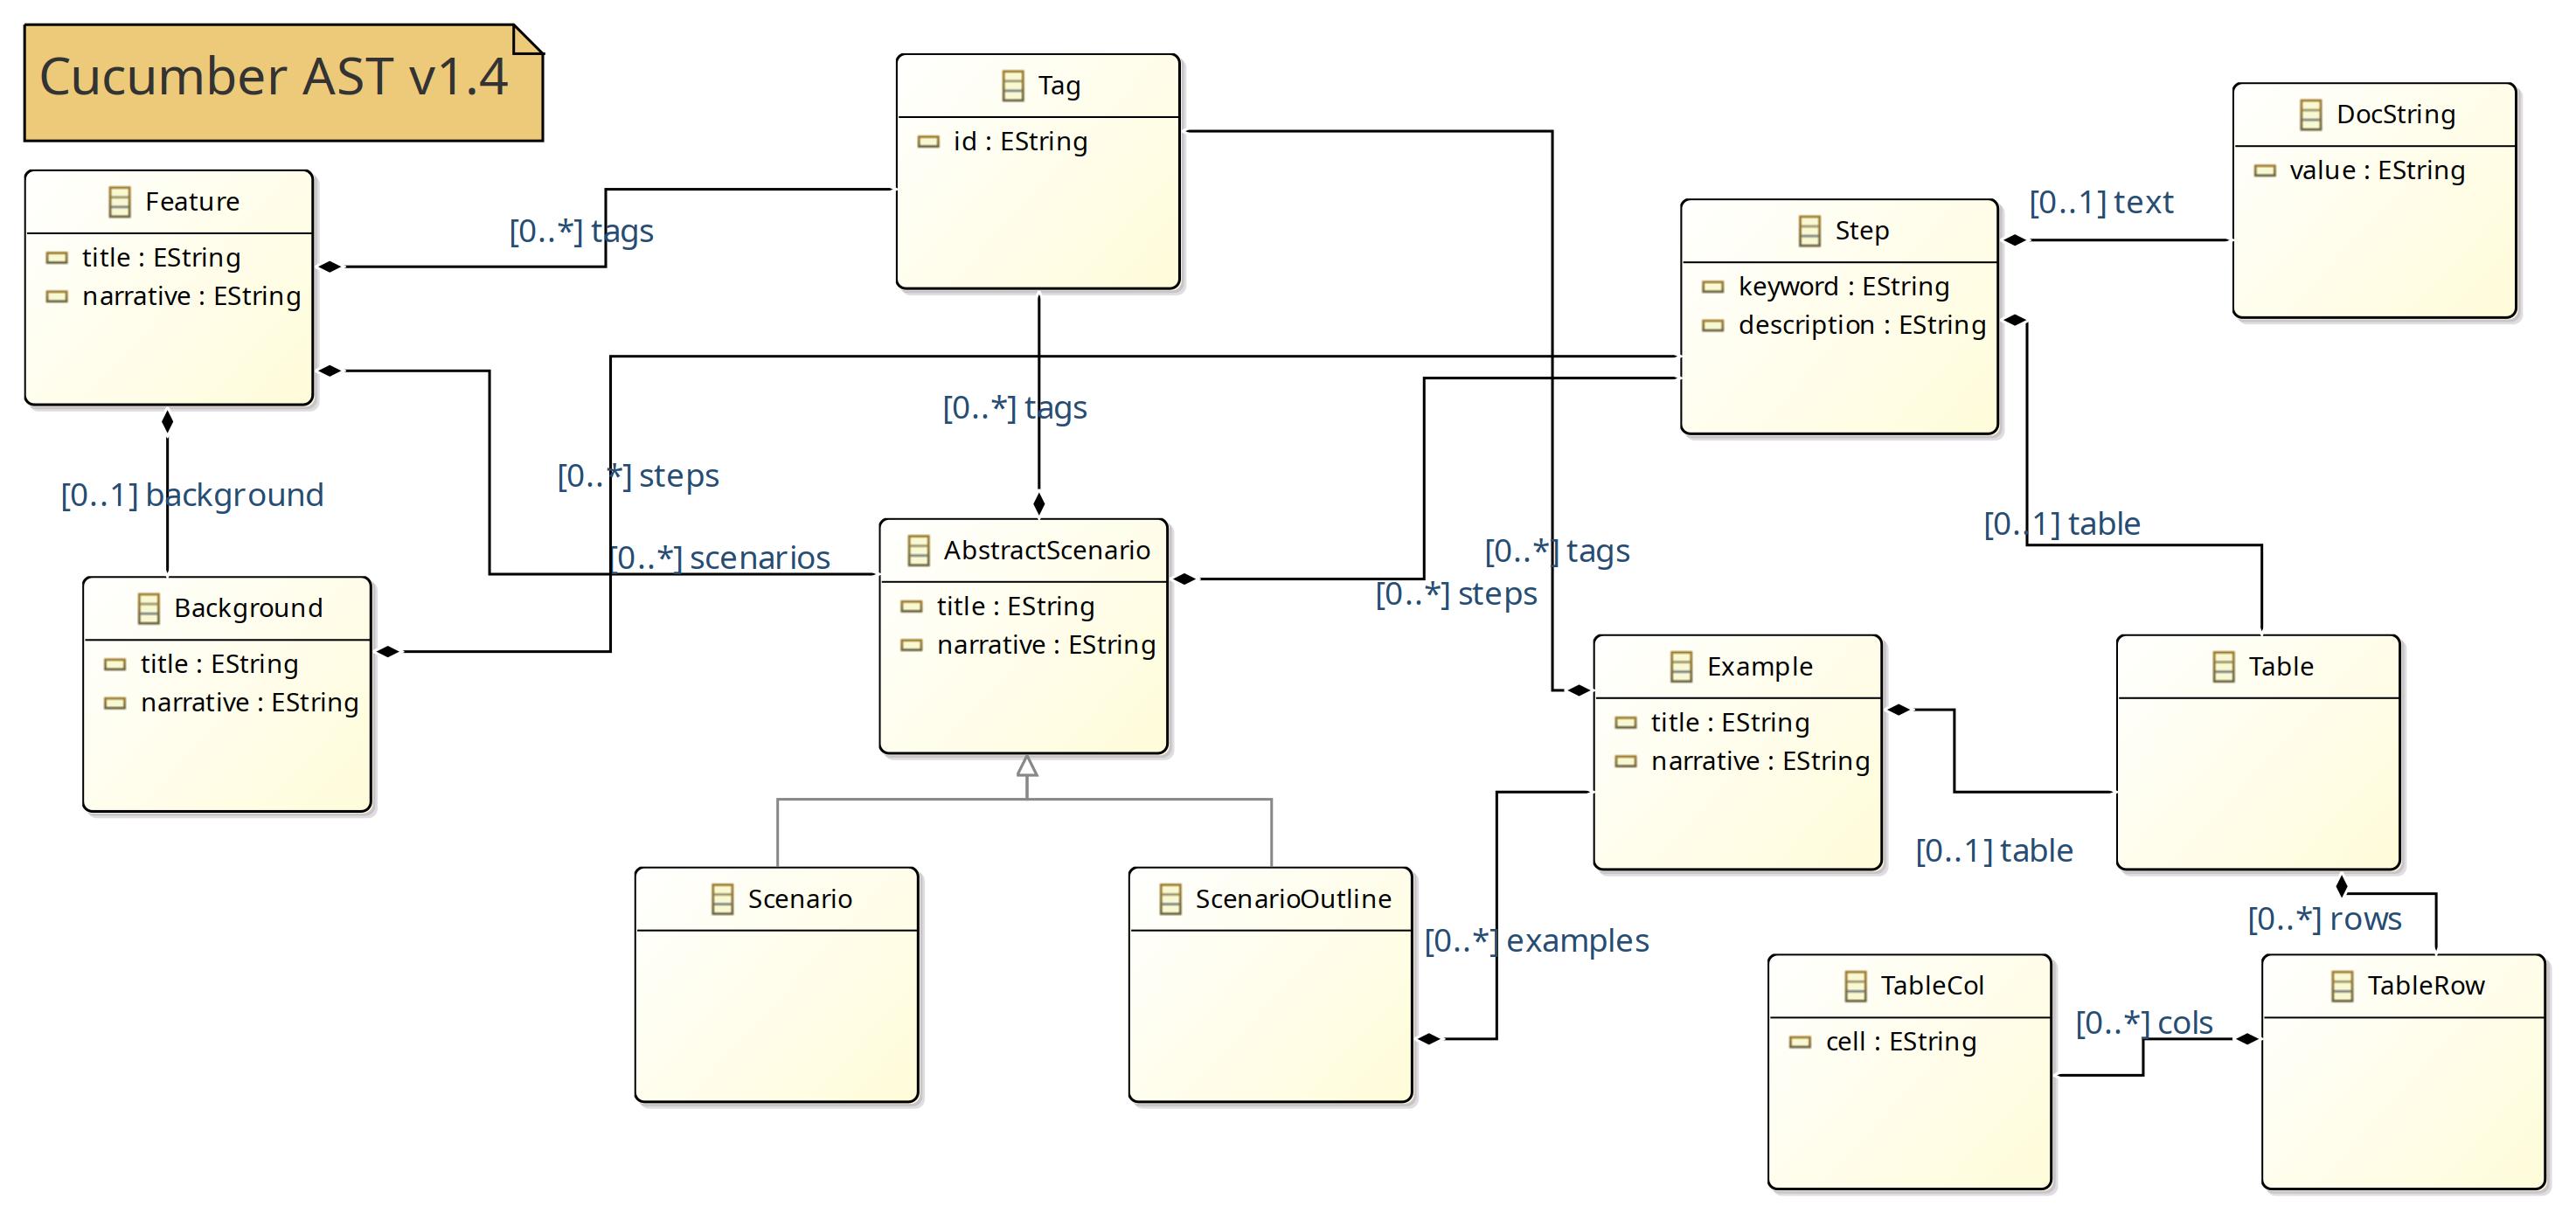 Cucumber AST v1.4
Tag
id : EString
DocString
value : EString
Feature
title : EString
narrative : EString
[0..*] tags
Step
keyword : EString
description : EString
[0..1] text
[0..*] tags
[0..*] steps
[0..1] background
[0..1] table
[0..*] scenarios
AbstractScenario
title : EString
narrative : EString
[0..*] tags
[0..*] steps
Background
title : EString
narrative : EString
Example
title : EString
narrative : EString
Table
[0..1] table
Scenario
ScenarioOutline
[0..*] examples
[0..*] rows
TableCol
cell : EString
[0..*] cols
TableRow